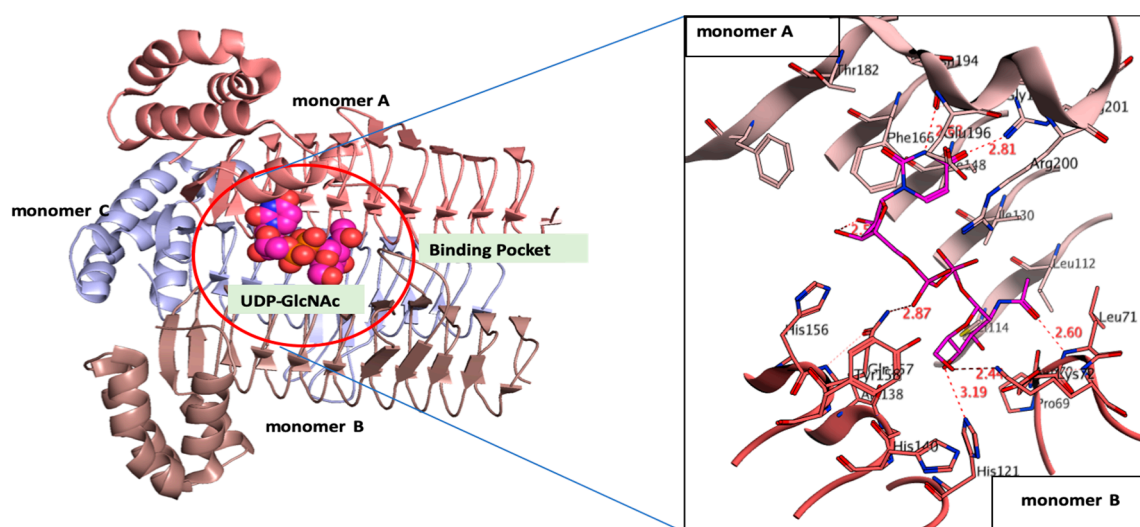 monomer A
monomer C
Binding Pocket
UDP-GlcNAc
monomer B
monomer A
Thr182
Phe166
Glu196
2.81
Arg200
Leu112
2.87
His156
2.60
Leu71
3.19
Pro69
His140
His121
monomer B